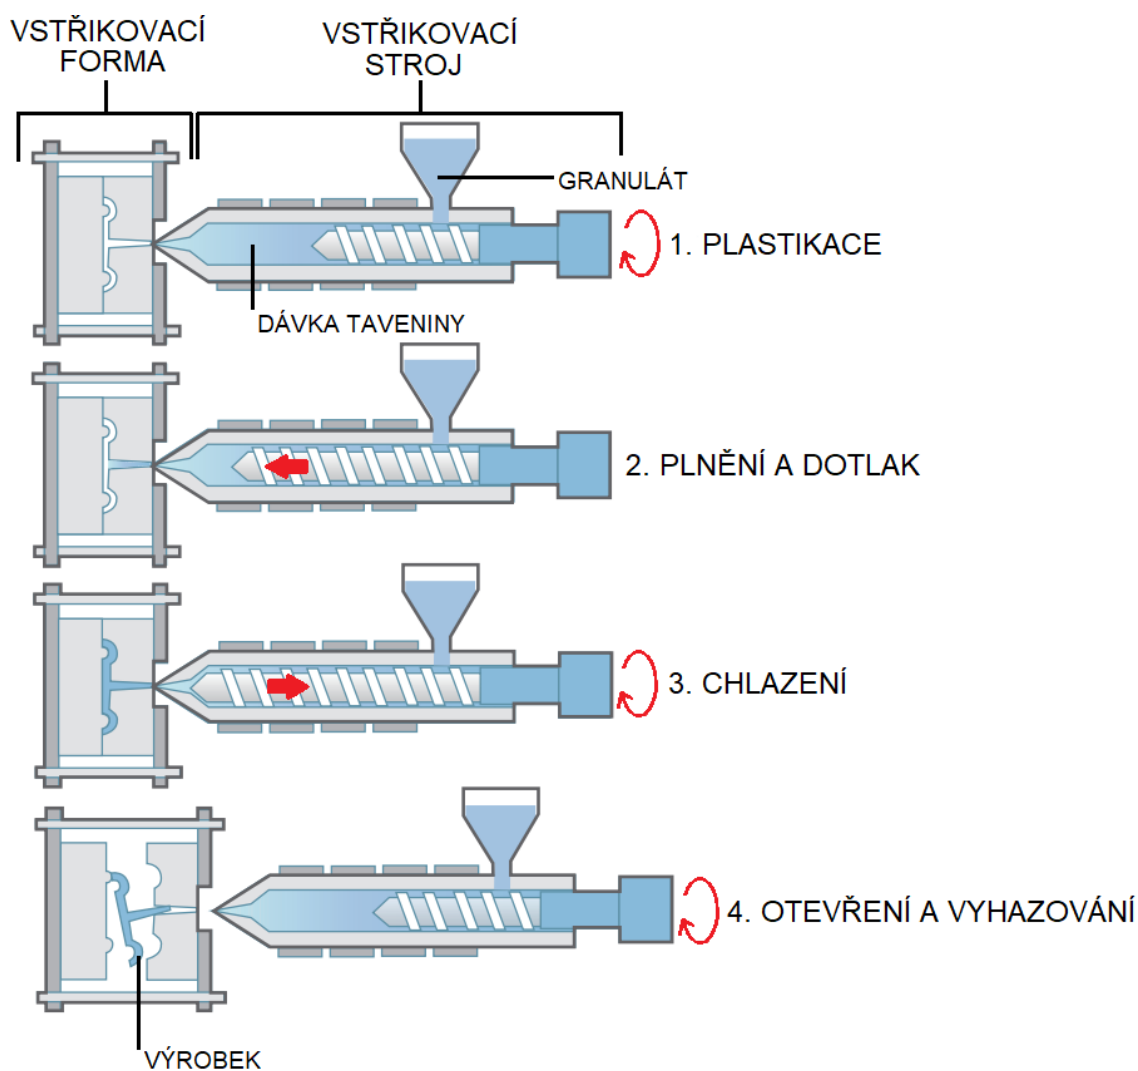 VSTŘIKOVACÍ
FORMA
VSTŘIKOVACÍ
STROJ
GRANULÁT
1. PLASTIKACE
DÁVKA TAVENINY
2. PLNĚNÍ A DOTLAK
3. CHLAZENÍ
4. OTEVŘENÍ A VYHAZOVÁNÍ
VÝROBEK